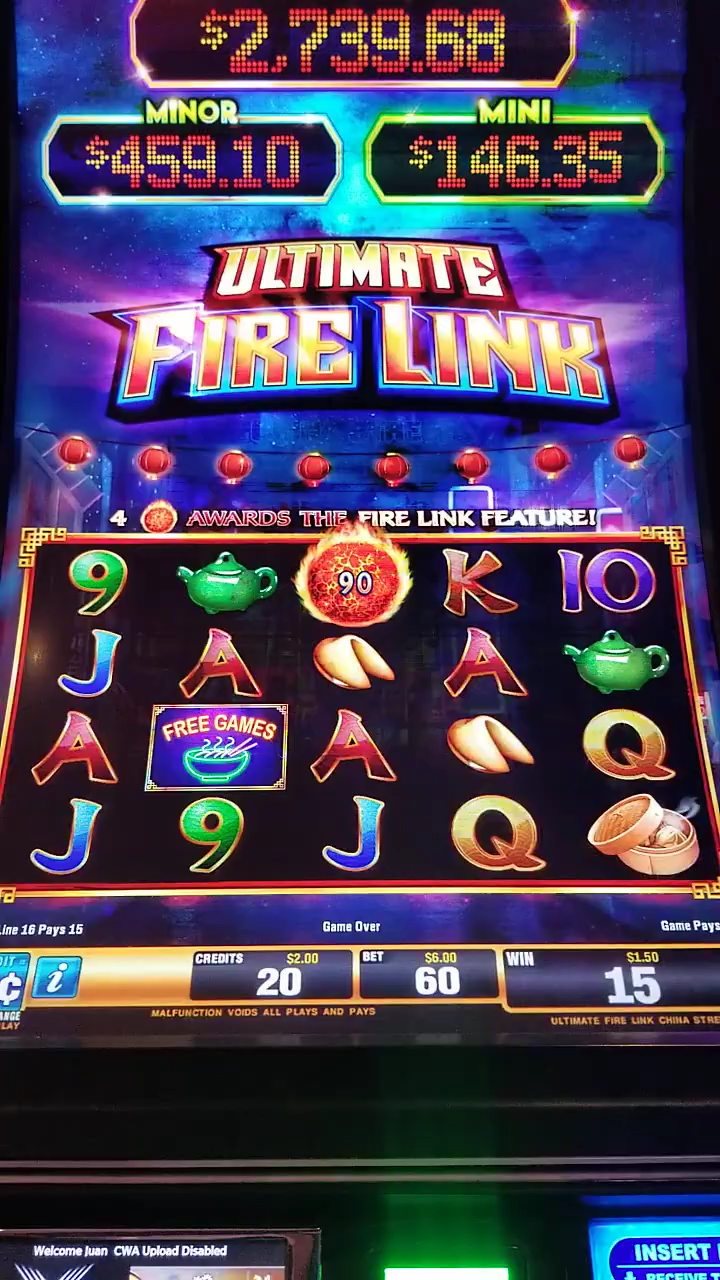 $2,739.68
MINOR
MINI
$459.10
$146.35
ULTIMATE
FIRE LINK
4 AWARDS THE FIRE LINK FEATURE!
9 90 K 10
J A A
A FREE GAMES A Q
J 9 J Q
Line 16 Pays 15 Game Over Game Pays
CREDITS $2.00 BET $6.00 WIN $1.50
¢ i 20 60 15
MALFUNCTION VOIDS ALL PLAYS AND PAYS
ULTIMATE FIRE LINK CHINA STRE
Welcome Juan CWA Upload Disabled
INSERT
RECEIVE